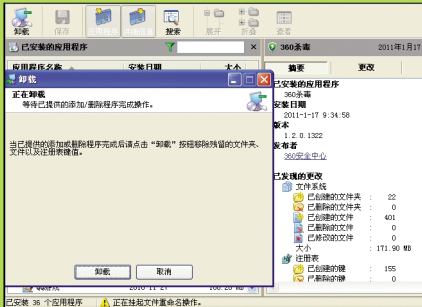 卸载 保存 搜索 展开 折叠 查看
已安装的应用程序
360杀毒 2011年1月17
应用程序名称 安装日期 大小
摘要 更改
卸载
正在卸载
等待已提供的添加/删除程序完成操作。
当已提供的添加或删除程序完成后请点击“卸载”按钮移除残留的文件夹、
文件以及注册表键值。
卸载 取消
已安装的应用程序
360杀毒
安装日期
2011-1-17 9:34:58
版本
1.2.0.1322
发布者
360安全中心
已发现的更改
文件系统
已创建的文件夹 : 22
已删除的文件夹 : 0
已创建的文件 : 401
已删除的文件 : 0
已修改的文件 : 0
大小 : 171.90 MB
注册表
已创建的键 : 155
已删除的键 : 0
已安装 36 个应用程序 正在挂起文件重命名操作。